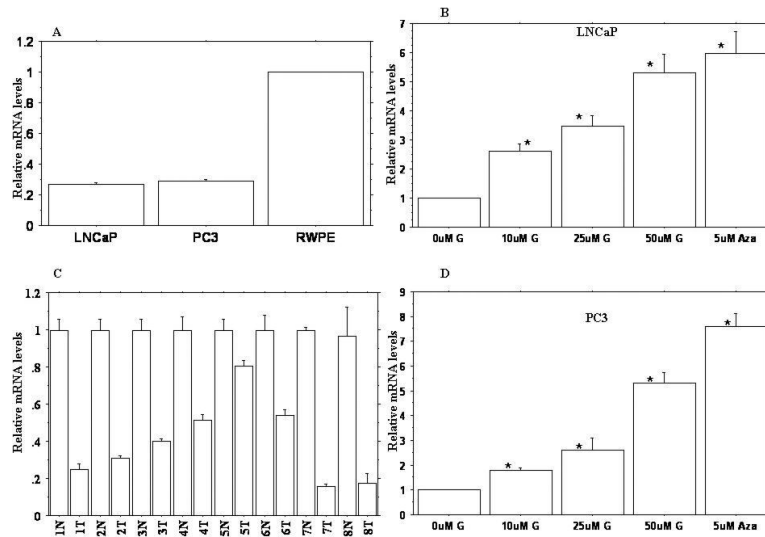 A
Relative mRNA levels
1.2
1
.8
.6
.4
.2
0
LNCaP PC3 RWPE
B
LNCaP
Relative mRNA levels
7
6
5
4
3
2
1
0
* * * *
0uM G 10uM G 25uM G 50uM G 5uM Aza
C
Relative mRNA levels
1.2
1
.8
.6
.4
.2
0
1N 1T 2N 2T 3N 3T 4N 4T 5N 5T 6N 6T 7N 7T 8N 8T
D
PC3
Relative mRNA levels
9
8
7
6
5
4
3
2
1
0
* * * *
0uM G 10uM G 25uM G 50uM G 5uM Aza